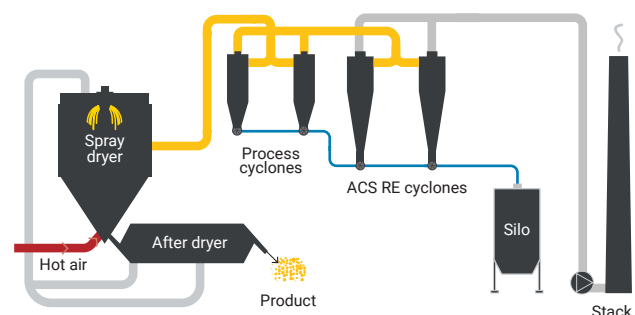 Spray
dryer
Process
cyclones
ACS RE cyclones
Silo
After dryer
Hot air
Product
Stack